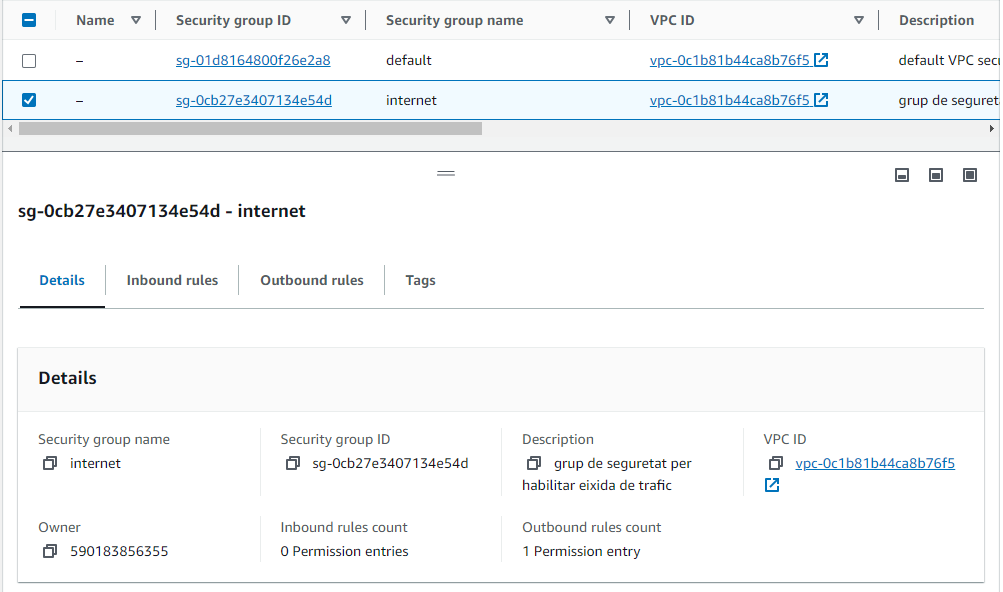 Name Security group ID Security group name VPC ID Description
– sg-01d8164800f26e2a8 default vpc-0c1b81b44ca8b76f5 default VPC sec
– sg-0cb27e3407134e54d internet vpc-0c1b81b44ca8b76f5 grup de seguret
sg-0cb27e3407134e54d - internet
Details Inbound rules Outbound rules Tags
Details
Security group name Security group ID Description VPC ID
internet sg-0cb27e3407134e54d grup de seguretat per vpc-0c1b81b44ca8b76f5
habilitar eixida de trafic
Owner Inbound rules count Outbound rules count
590183856355 0 Permission entries 1 Permission entry